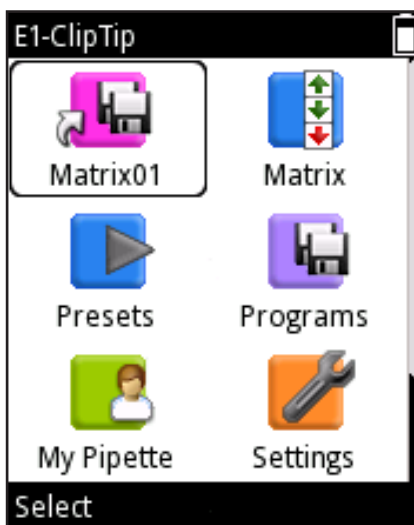 E1-ClipTip
Matrix01 Matrix
Presets Programs
My Pipette Settings
Select